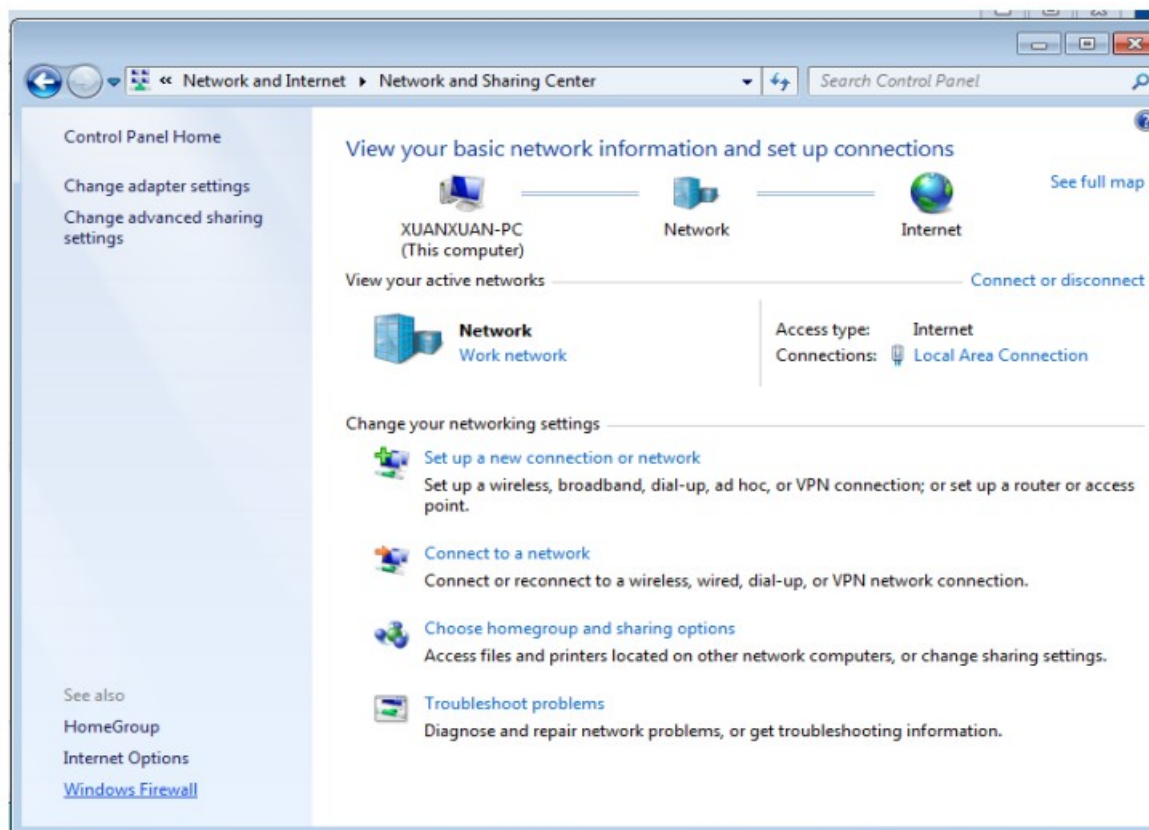 « Network and Internet ▸ Network and Sharing Center
Search Control Panel
Control Panel Home
Change adapter settings
Change advanced sharing
settings
See also
HomeGroup
Internet Options
Windows Firewall
View your basic network information and set up connections
See full map
XUANXUAN-PC
(This computer)
Network
Internet
View your active networks
Connect or disconnect
Network
Work network
Access type: Internet
Connections: Local Area Connection
Change your networking settings
Set up a new connection or network
Set up a wireless, broadband, dial-up, ad hoc, or VPN connection; or set up a router or access
point.
Connect to a network
Connect or reconnect to a wireless, wired, dial-up, or VPN network connection.
Choose homegroup and sharing options
Access files and printers located on other network computers, or change sharing settings.
Troubleshoot problems
Diagnose and repair network problems, or get troubleshooting information.